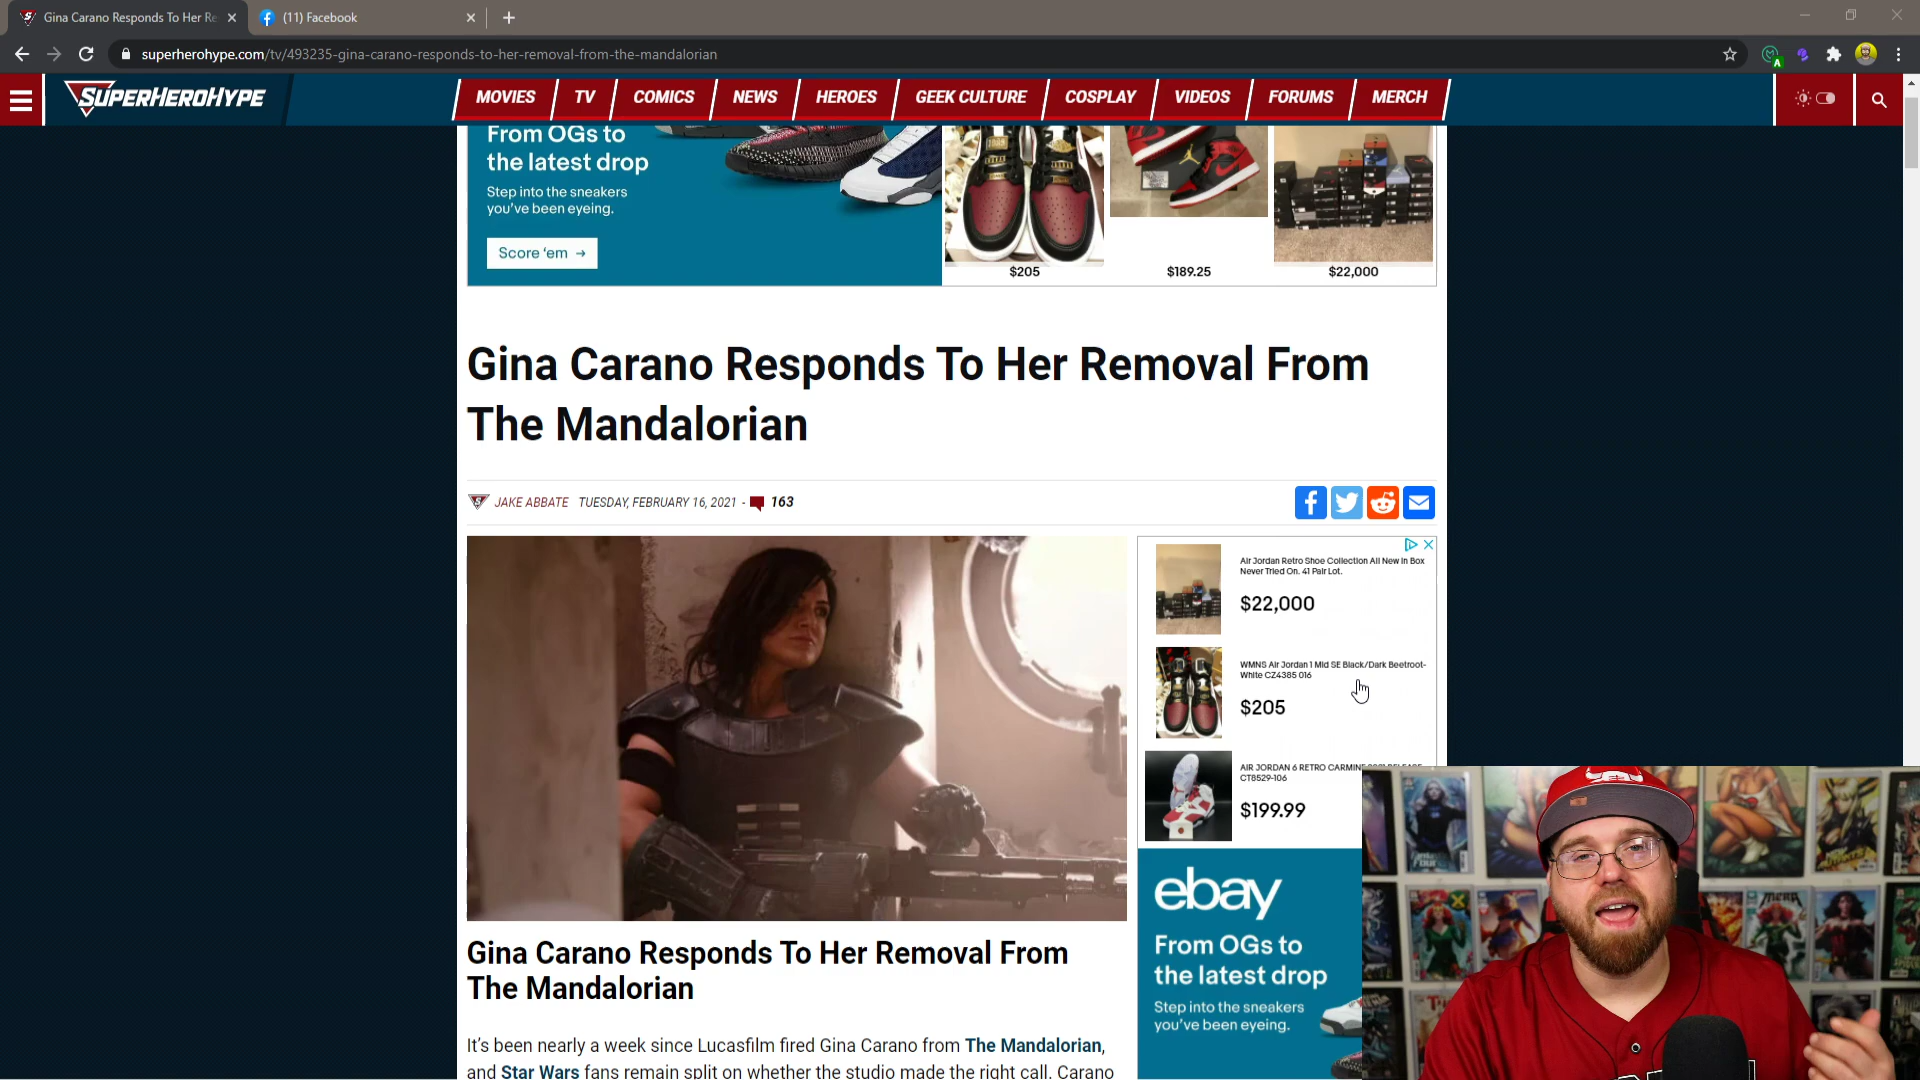 Gina Carano Responds To Her Re
(11) Facebook
superherohype.com/tv/493235-gina-carano-responds-to-her-removal-from-the-mandalorian
SUPERHEROHYPE
MOVIES
TV
COMICS
NEWS
HEROES
GEEK CULTURE
COSPLAY
VIDEOS
FORUMS
MERCH
From OGs to
the latest drop
Step into the sneakers
you've been eyeing.
Score 'em →
$205
$189.25
$22,000
Gina Carano Responds To Her Removal From
The Mandalorian
JAKE ABBATE TUESDAY, FEBRUARY 16, 2021 - 163
Air Jordan Retro Shoe Collection All New In Box
Never Tried On. 41 Pair Lot.
$22,000
WMNS Air Jordan 1 Mid SE Black/Dark Beetroot-
White CZ4385 016
$205
AIR JORDAN 6 RETRO CARMINE
CT8529-106
$199.99
ebay
From OGs to
the latest drop
Step into the sneakers
you've been eyeing.
Gina Carano Responds To Her Removal From
The Mandalorian
It's been nearly a week since Lucasfilm fired Gina Carano from The Mandalorian,
and Star Wars fans remain split on whether the studio made the right call. Carano